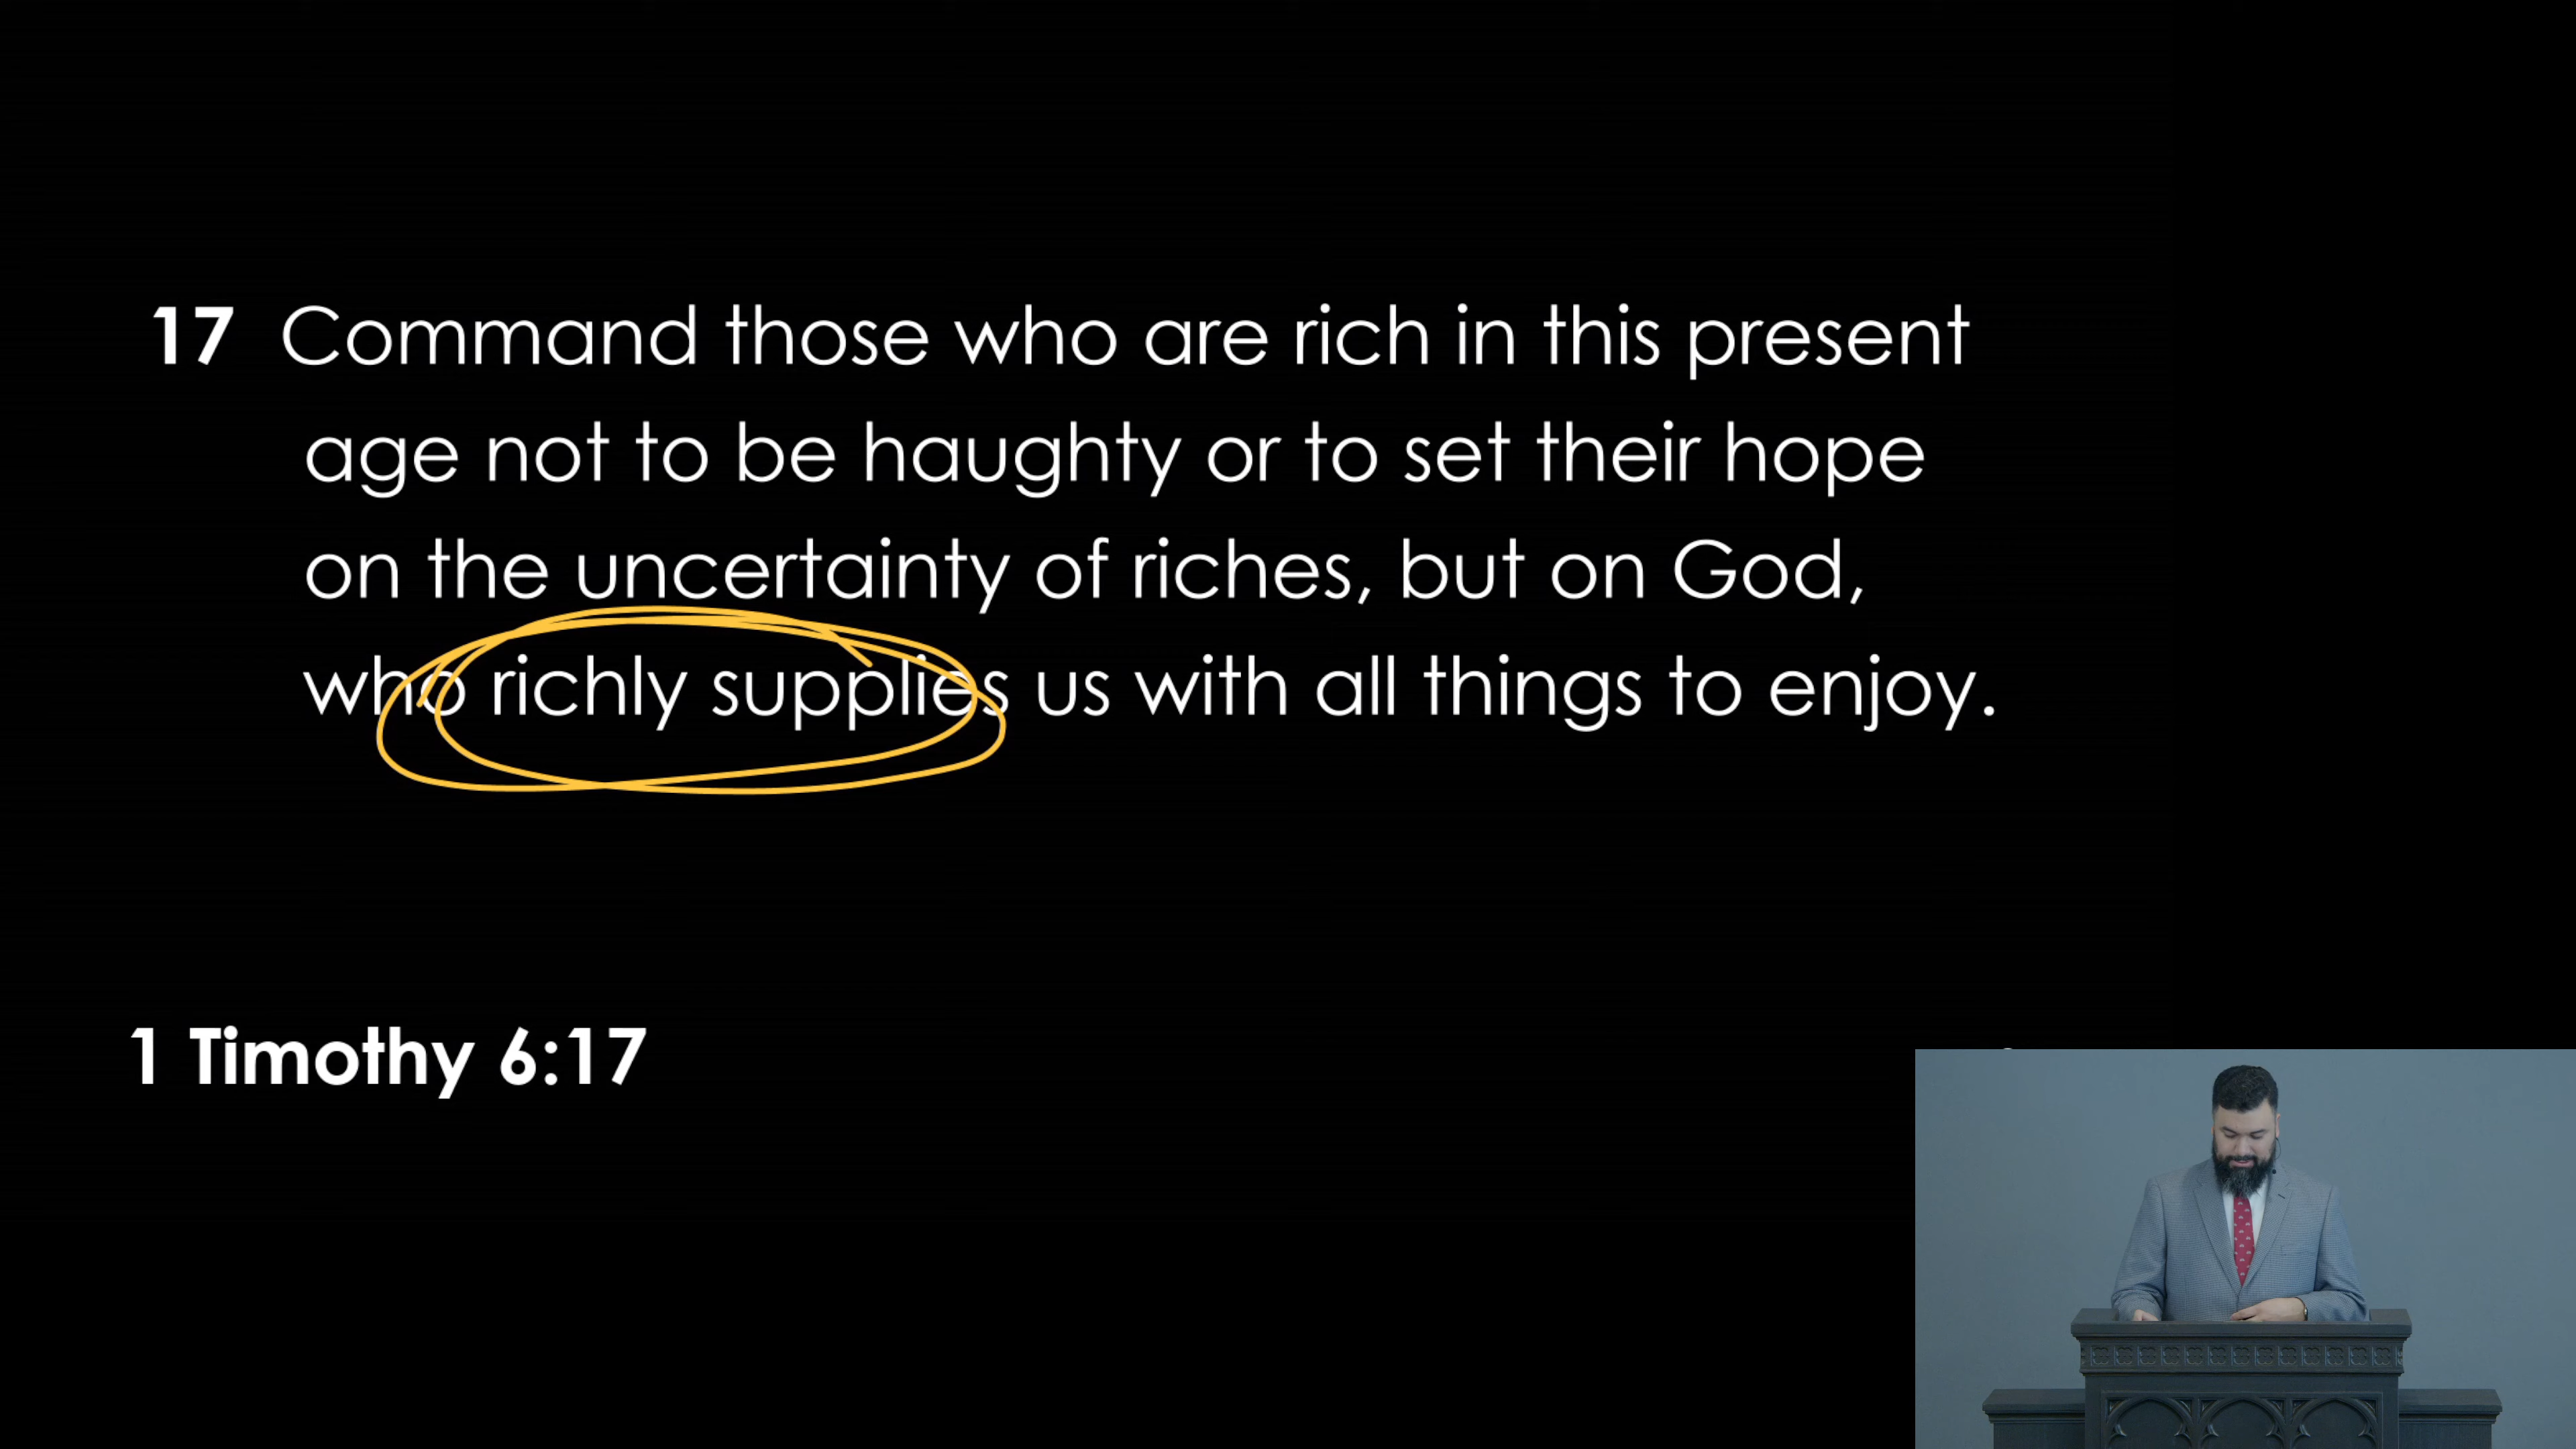 17 Command those who are rich in this present
age not to be haughty or to set their hope
on the uncertainty of riches, but on God,
who richly supplies us with all things to enjoy.
1 Timothy 6:17